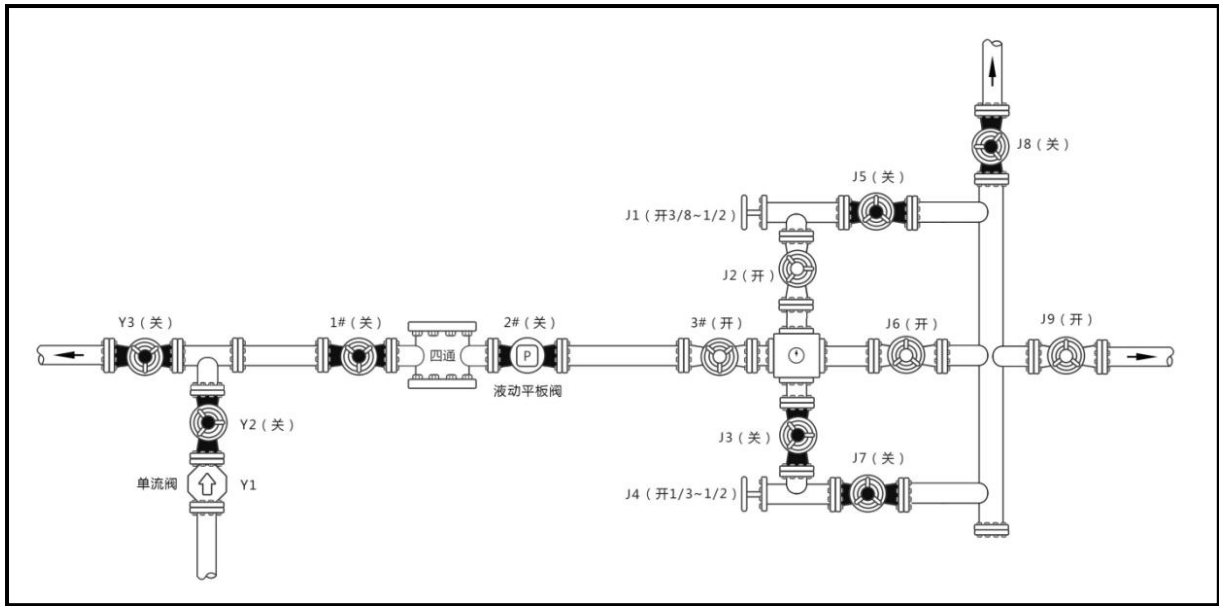 J8（关）
J5（关）
J1（开3/8~1/2）
J2（开）
Y3（关）
1#（关）
2#（关）
3#（开）
J6（开）
J9（开）
四通
P
液动平板阀
Y2（关）
J3（关）
J7（关）
单流阀
Y1
J4（开1/3~1/2）